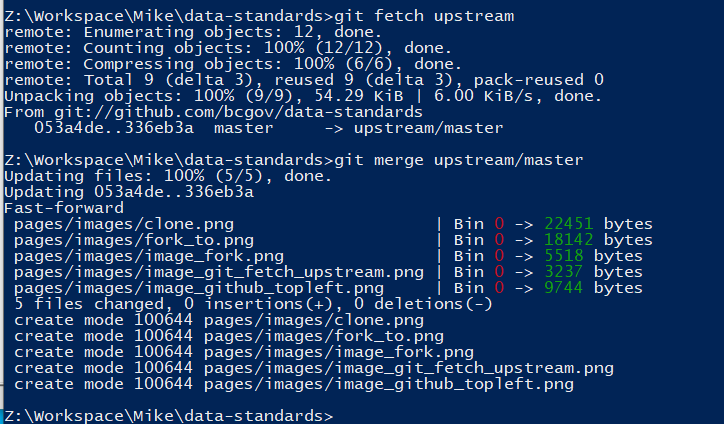 Z:\Workspace\Mike\data-standards>git fetch upstream
remote: Enumerating objects: 12, done.
remote: Counting objects: 100% (12/12), done.
remote: Compressing objects: 100% (6/6), done.
remote: Total 9 (delta 3), reused 9 (delta 3), pack-reused 0
Unpacking objects: 100% (9/9), 54.29 KiB | 6.00 KiB/s, done.
From git://github.com/bcgov/data-standards
   053a4de..336eb3a  master     -> upstream/master

Z:\Workspace\Mike\data-standards>git merge upstream/master
Updating files: 100% (5/5), done.
Updating 053a4de..336eb3a
Fast-forward
 pages/images/clone.png                    | Bin 0 -> 22451 bytes
 pages/images/fork_to.png                  | Bin 0 -> 18142 bytes
 pages/images/image_fork.png               | Bin 0 -> 5518 bytes
 pages/images/image_git_fetch_upstream.png | Bin 0 -> 3237 bytes
 pages/images/image_github_topleft.png     | Bin 0 -> 9744 bytes
 5 files changed, 0 insertions(+), 0 deletions(-)
 create mode 100644 pages/images/clone.png
 create mode 100644 pages/images/fork_to.png
 create mode 100644 pages/images/image_fork.png
 create mode 100644 pages/images/image_git_fetch_upstream.png
 create mode 100644 pages/images/image_github_topleft.png

Z:\Workspace\Mike\data-standards>